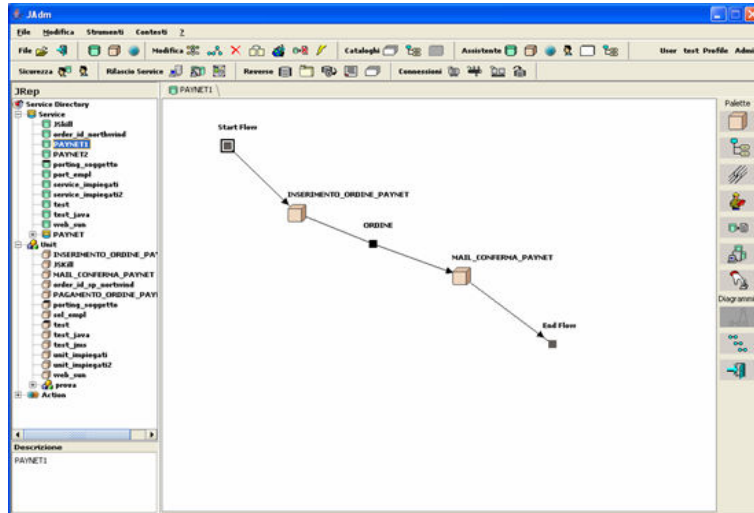 JAdm
File Modifica Strumenti Contesti ?
File Modifica Cataloghi Assistente User test Profile Admi
Sicurezza Rilascio Service Reverse Connessioni
JRep
PAYNET1
Palette
Service Directory
Service
JSkill
order_id_northwind
PAYNET1
PAYNET2
porting_soggetto
port_empl
service_impiegati
service_impiegati2
test
test_java
web_sun
PAYNET
Unit
INSERIMENTO_ORDINE_PA
JSKill
MAIL_CONFERMA_PAYNET
order_id_sp_nortwind
PAGAMENTO_ORDINE_PAY
porting_soggetto
sel_empl
test
test_java
test_jms
unit_impiegati
unit_impiegati2
web_sun
prova
Action
Start Flow
INSERIMENTO_ORDINE_PAYNET
ORDINE
MAIL_CONFERMA_PAYNET
End Flow
Diagrammi
Descrizione
PAYNET1